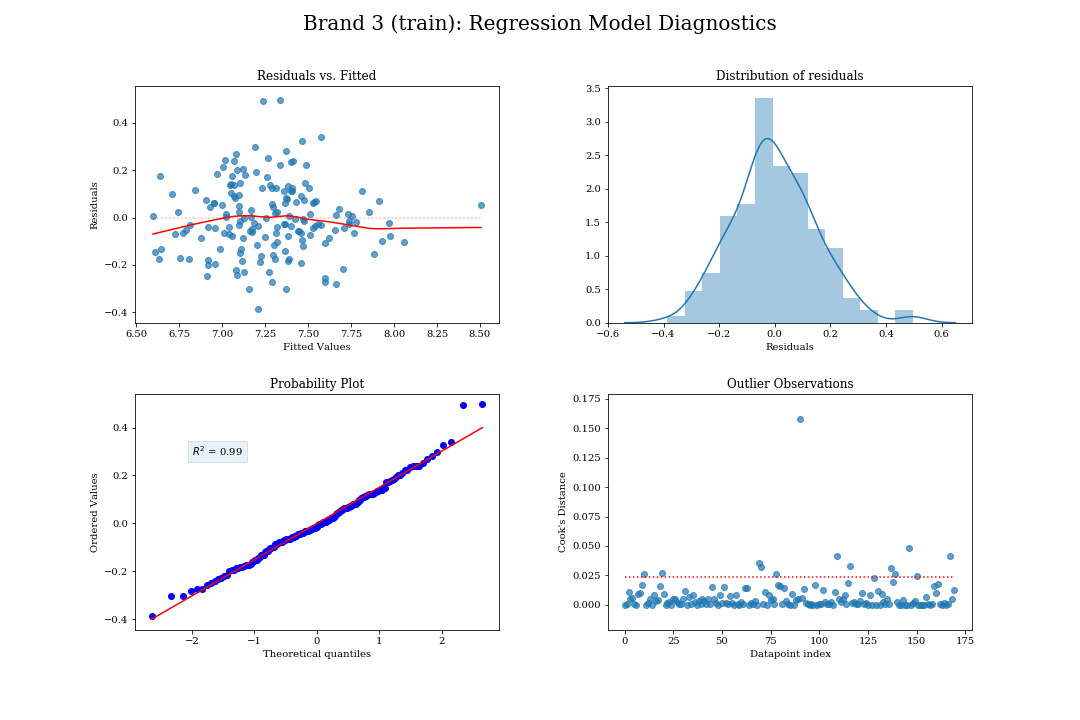 Brand 3 (train): Regression Model Diagnostics
Residuals vs. Fitted
0.4
0.2
0.0
−0.2
−0.4
Residuals
6.50 6.75 7.00 7.25 7.50 7.75 8.00 8.25 8.50
Fitted Values
Distribution of residuals
3.5
3.0
2.5
2.0
1.5
1.0
0.5
0.0
−0.6 −0.4 −0.2 0.0 0.2 0.4 0.6
Residuals
Probability Plot
R² = 0.99
0.4
0.2
0.0
−0.2
−0.4
Ordered Values
−2 −1 0 1 2
Theoretical quantiles
Outlier Observations
0.175
0.150
0.125
0.100
0.075
0.050
0.025
0.000
Cook's Distance
0 25 50 75 100 125 150 175
Datapoint index